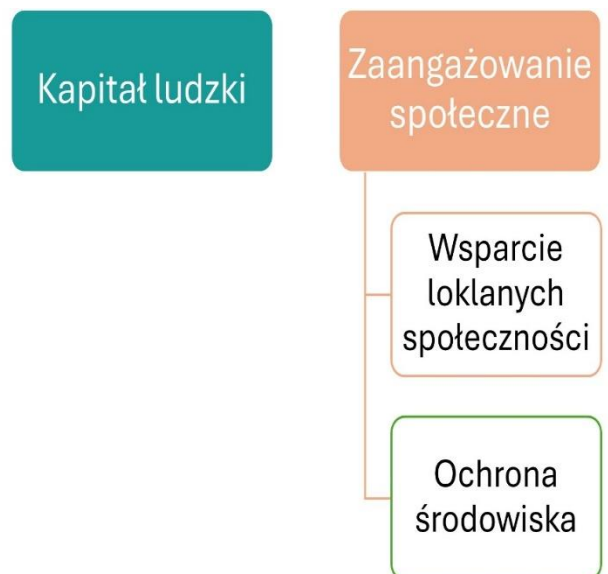 Kapitał ludzki
Zaangażowanie
społeczne
Wsparcie
loklanych
społeczności
Ochrona
środowiska